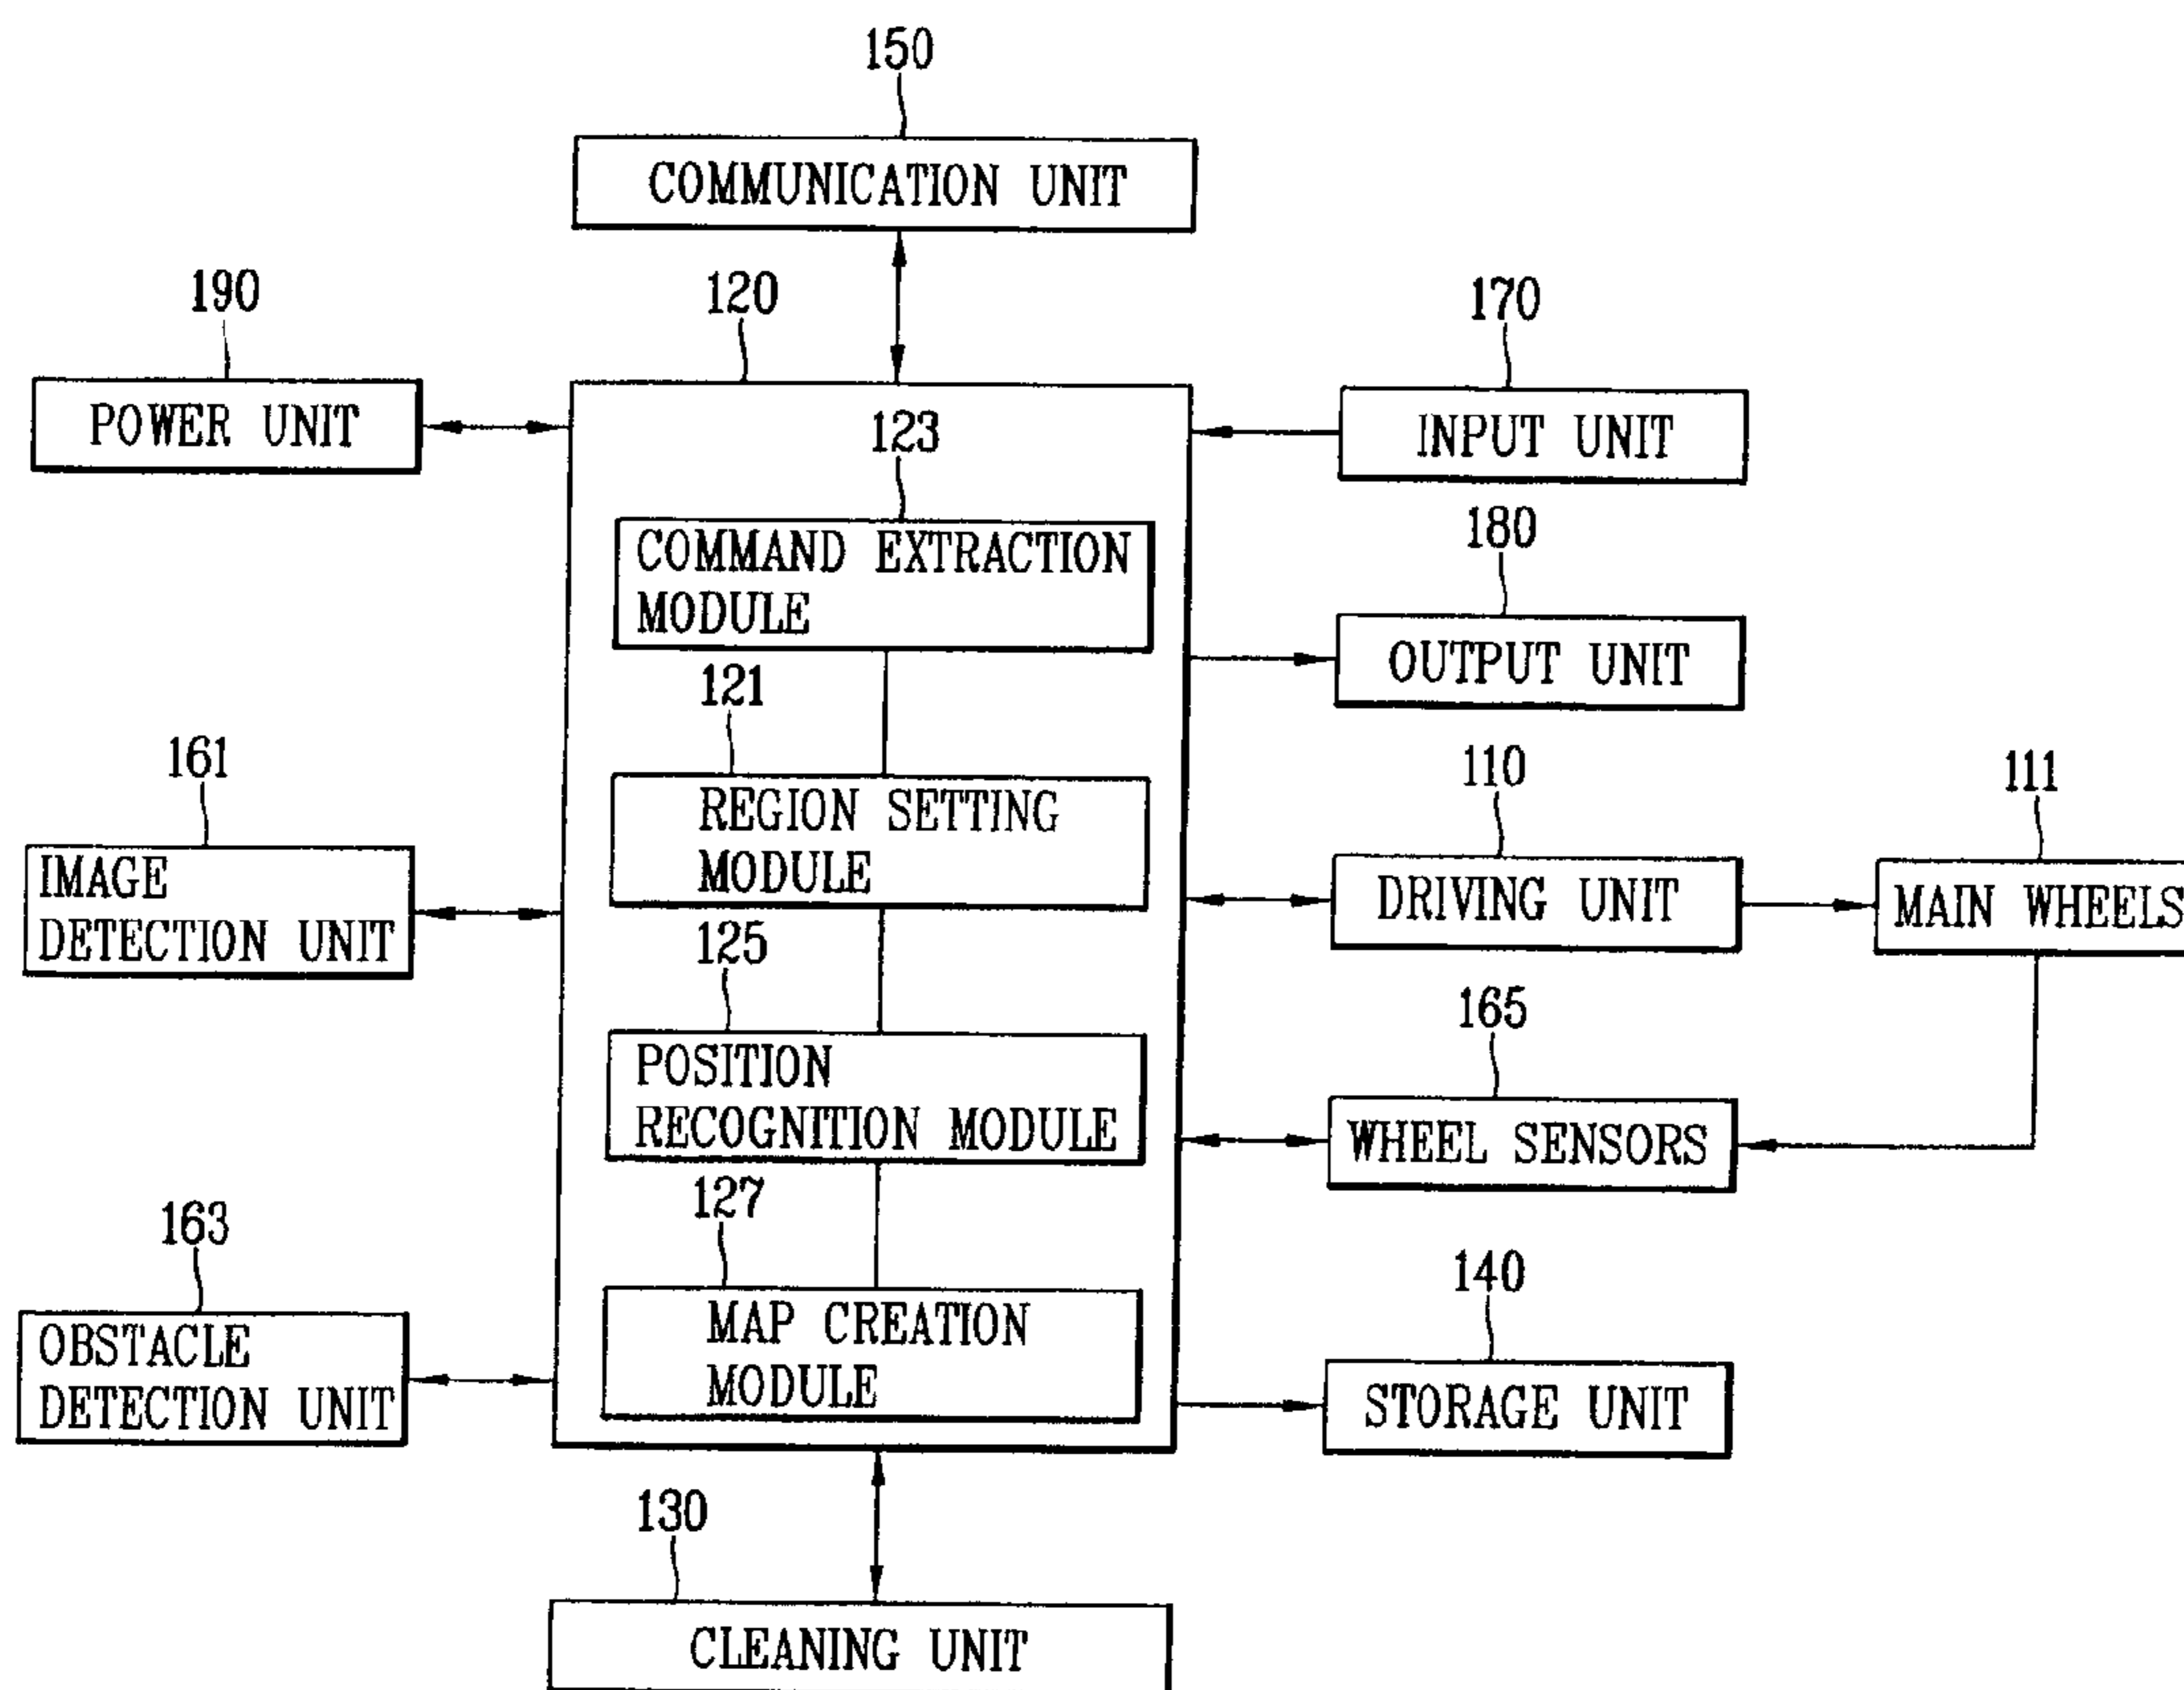 150
COMMUNICATION UNIT
190
120
170
POWER UNIT
123
INPUT UNIT
COMMAND EXTRACTION
MODULE
180
OUTPUT UNIT
121
161
REGION SETTING
MODULE
110
111
IMAGE
DETECTION UNIT
DRIVING UNIT
MAIN WHEELS
125
165
POSITION
RECOGNITION MODULE
WHEEL SENSORS
163
127
140
OBSTACLE
DETECTION UNIT
MAP CREATION
MODULE
STORAGE UNIT
130
CLEANING UNIT